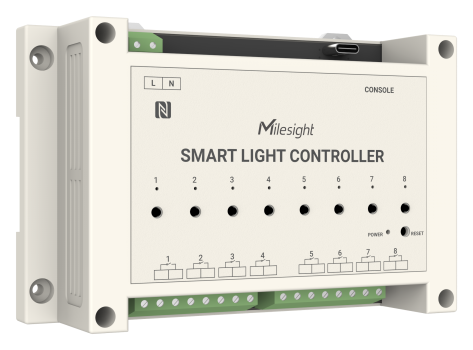 L N
CONSOLE
Milesight
SMART LIGHT CONTROLLER
1 2 3 4 5 6 7 8
POWER RESET
1 2 3 4 5 6 7 8